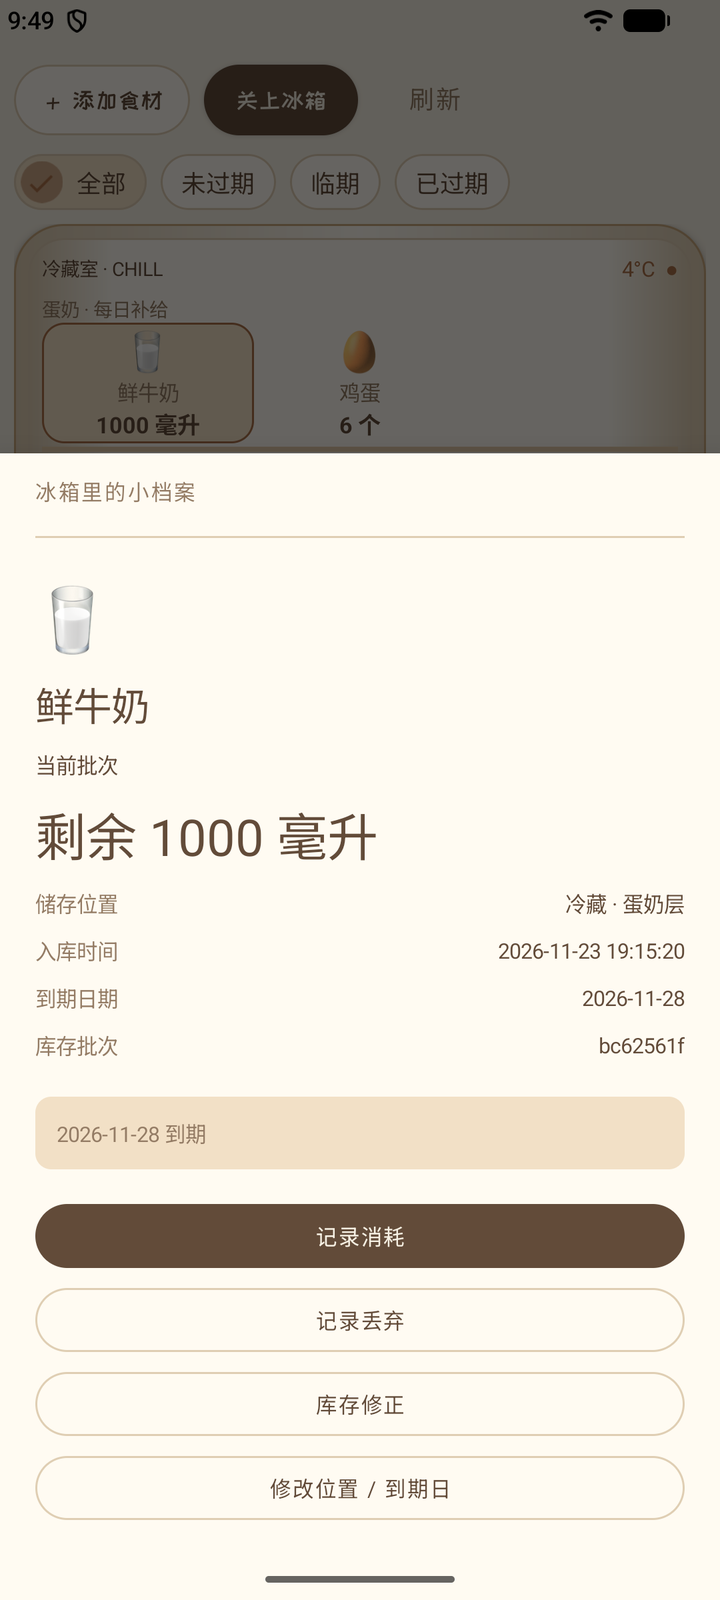 9:49
+ 添加食材 关上冰箱 刷新
全部 未过期 临期 已过期
冷藏室 · CHILL 4°C
蛋奶 · 每日补给
鲜牛奶 鸡蛋
1000 毫升 6 个
冰箱里的小档案
鲜牛奶
当前批次
剩余 1000 毫升
储存位置 冷藏 · 蛋奶层
入库时间 2026-11-23 19:15:20
到期日期 2026-11-28
库存批次 bc62561f
2026-11-28 到期
记录消耗
记录丢弃
库存修正
修改位置 / 到期日